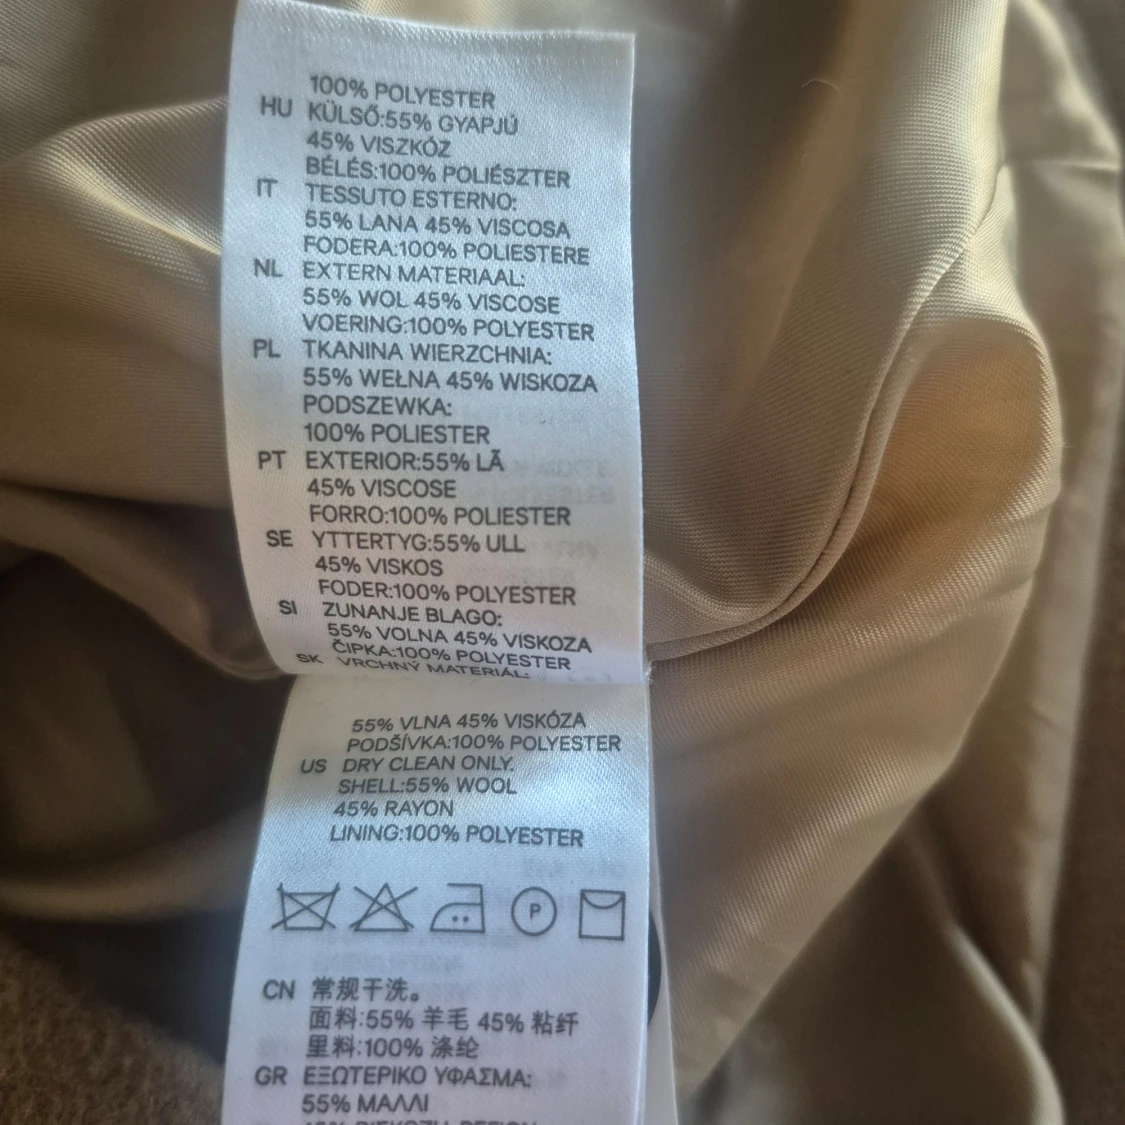 100% POLYESTER
HU KÜLSŐ:55% GYAPJÚ
45% VISZKÓZ
BÉLÉS:100% POLIÉSZTER
IT TESSUTO ESTERNO:
55% LANA 45% VISCOSA
FODERA:100% POLIESTERE
NL EXTERN MATERIAAL:
55% WOL 45% VISCOSE
VOERING:100% POLYESTER
PL TKANINA WIERZCHNIA:
55% WEŁNA 45% WISKOZA
PODSZEWKA:
100% POLIESTER
PT EXTERIOR:55% LÃ
45% VISCOSE
FORRO:100% POLIESTER
SE YTTERTYG:55% ULL
45% VISKOS
FODER:100% POLYESTER
SI ZUNANJE BLAGO:
55% VOLNA 45% VISKOZA
ČIPKA:100% POLYESTER
SK VRCHNÝ MATERIÁL:
55% VLNA 45% VISKÓZA
PODŠÍVKA:100% POLYESTER
US DRY CLEAN ONLY.
SHELL:55% WOOL
45% RAYON
LINING:100% POLYESTER
P
CN 常规干洗。
面料:55% 羊毛 45% 粘纤
里料:100% 涤纶
GR ΕΞΩΤΕΡΙΚΟ ΥΦΑΣΜΑ:
55% ΜΑΛΛΙ